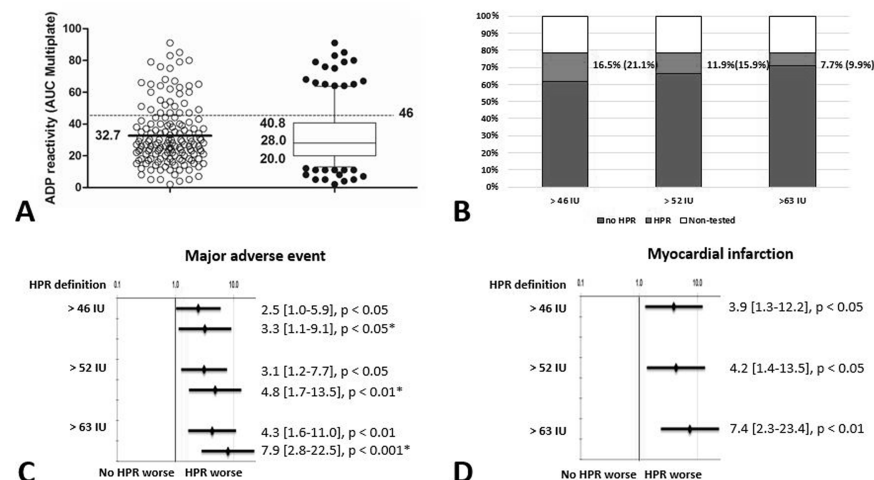 ADP reactivity (AUC Multiplate)
100
80
60
40
20
0
32.7
40.8
28.0
20.0
46
A
100%
90%
80%
70%
60%
50%
40%
30%
20%
10%
0%
16.5% (21.1%)
11.9%(15.9%)
7.7% (9.9%)
> 46 IU
> 52 IU
>63 IU
no HPR HPR Non-tested
B
Major adverse event
HPR definition
0.1 1.0 10.0
> 46 IU
2.5 [1.0-5.9], p < 0.05
3.3 [1.1-9.1], p < 0.05*
> 52 IU
3.1 [1.2-7.7], p < 0.05
4.8 [1.7-13.5], p < 0.01*
> 63 IU
4.3 [1.6-11.0], p < 0.01
7.9 [2.8-22.5], p < 0.001*
No HPR worse HPR worse
C
Myocardial infarction
HPR definition
0.1 1.0 10.0
> 46 IU
3.9 [1.3-12.2], p < 0.05
> 52 IU
4.2 [1.4-13.5], p < 0.05
> 63 IU
7.4 [2.3-23.4], p < 0.01
No HPR worse HPR worse
D